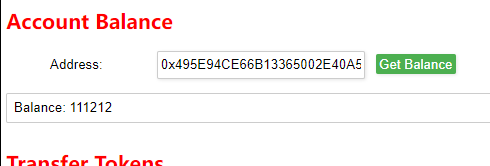 Account Balance
Address: 0x495E94CE66B13365002E40A5 Get Balance
Balance: 111212
Transfer Tokens